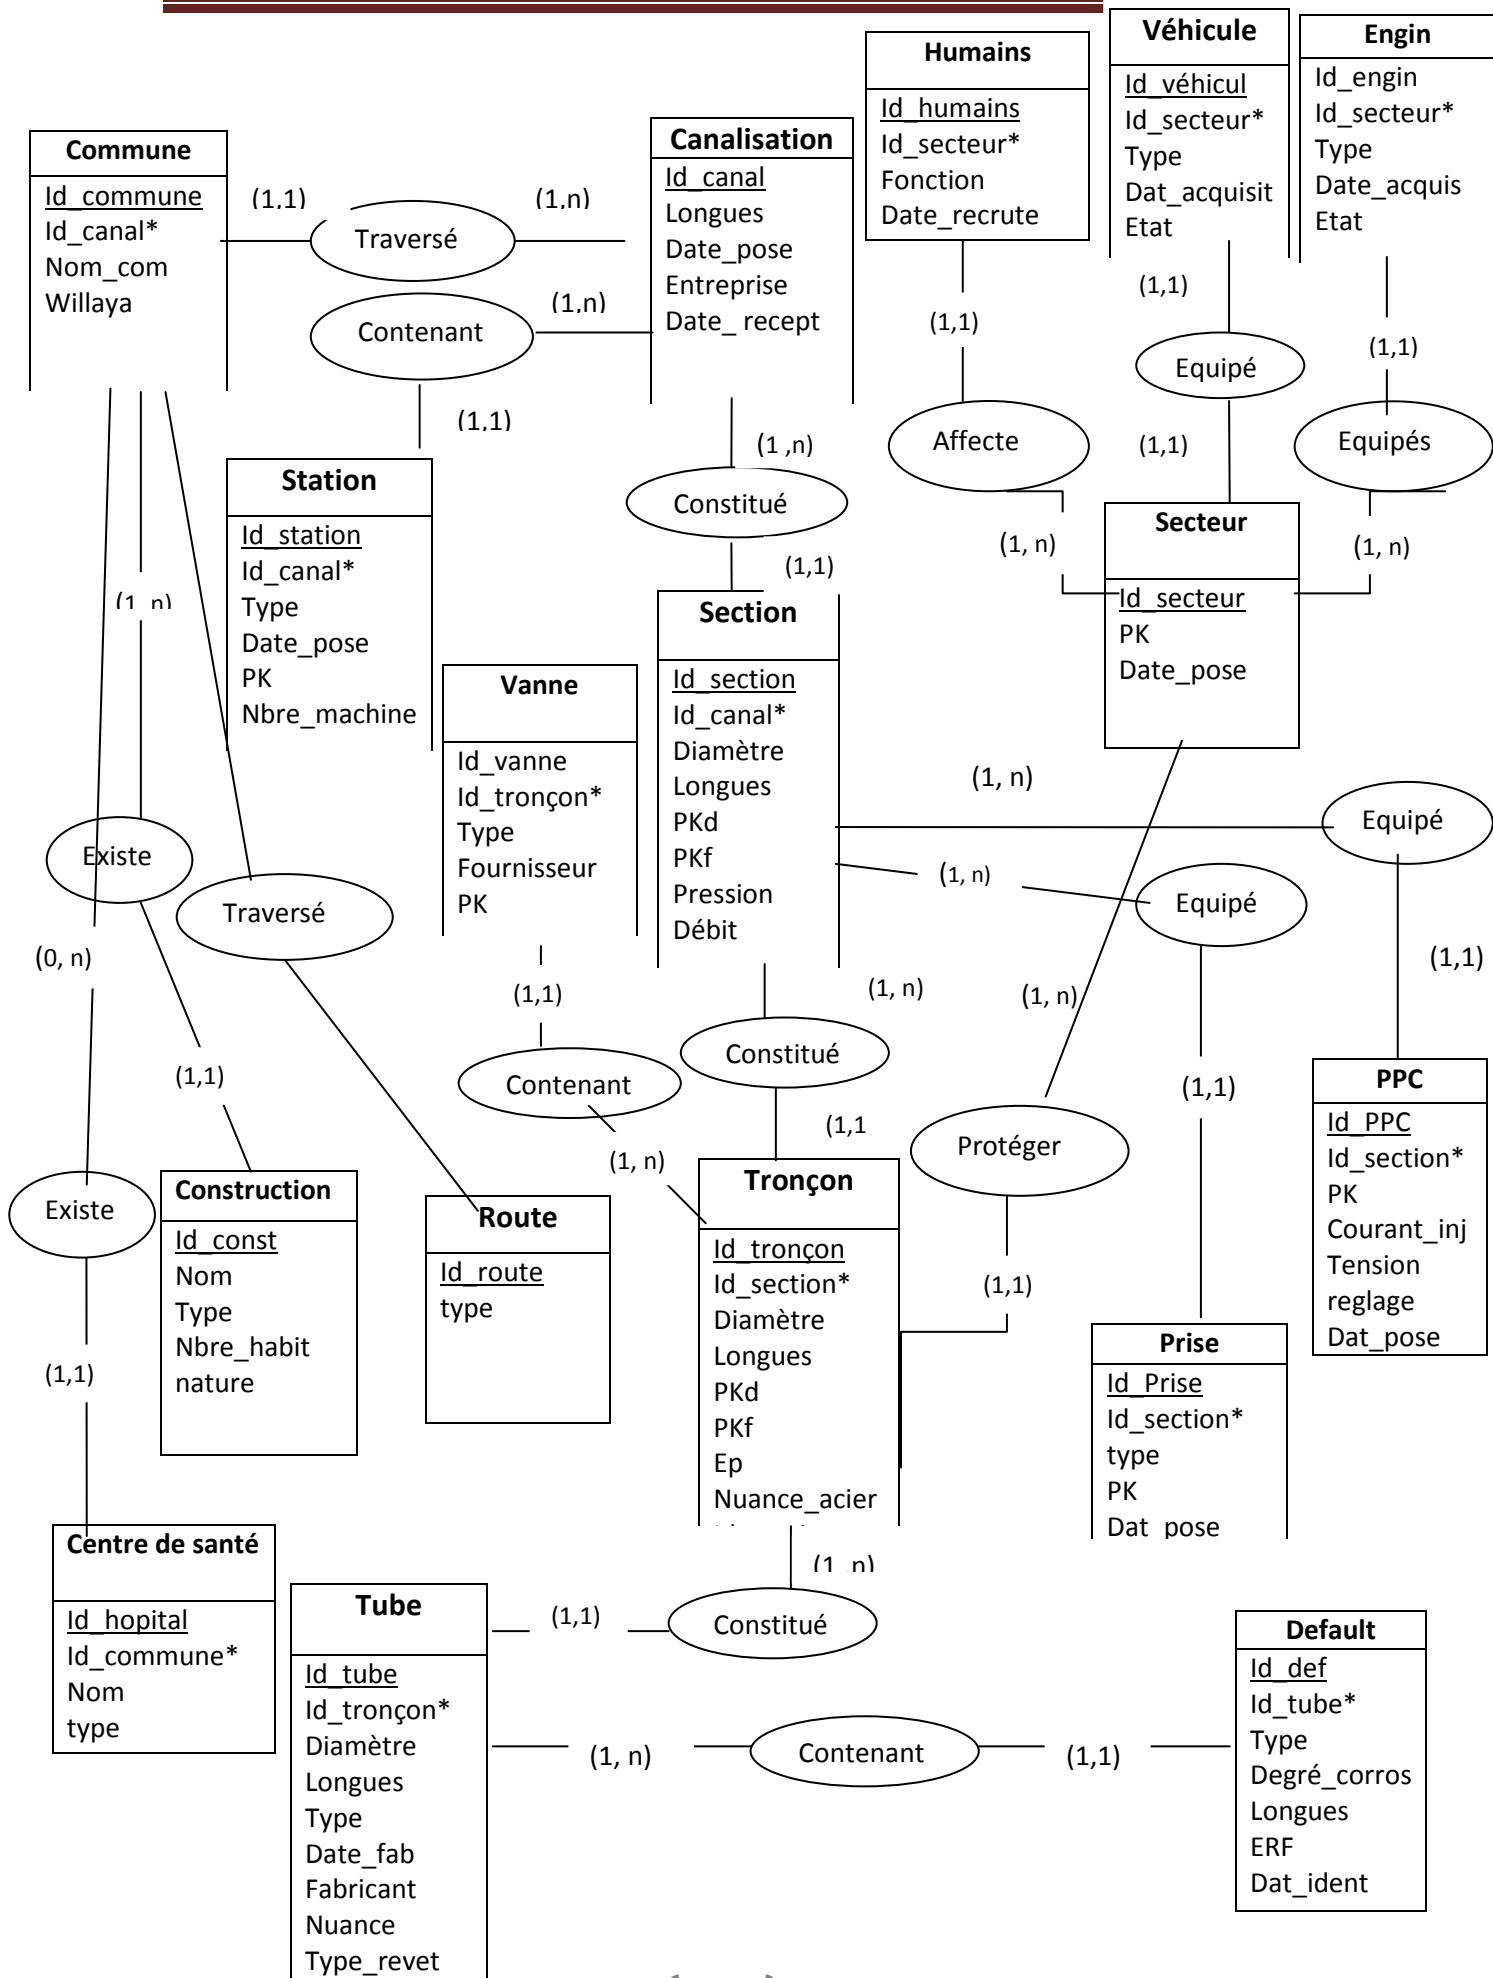 Véhicule
Id_véhicul
Id_secteur*
Type
Dat_acquisit
Etat
Engin
Id_engin
Id_secteur*
Type
Date_acquis
Etat
Humains
Id_humains
Id_secteur*
Fonction
Date_recrute
Canalisation
Id_canal
Longues
Date_pose
Entreprise
Date_ recept
Commune
Id_commune
Id_canal*
Nom_com
Willaya
(1,1)
Traversé
(1,n)
Contenant
(1,n)
(1,1)
(1,1)
(1,1)
(1,1)
Equipé
Affecte
(1,1)
Equipés
(1 ,n)
Constitué
(1,1)
Station
Id_station
Id_canal*
Type
Date_pose
PK
Nbre_machine
(1, n)
(1, n)
Secteur
Id_secteur
PK
Date_pose
(1, n)
Section
Id_section
Id_canal*
Diamètre
Longues
PKd
PKf
Pression
Débit
Vanne
Id_vanne
Id_tronçon*
Type
Fournisseur
PK
(1, n)
Equipé
(1, n)
Equipé
Existe
Traversé
(0, n)
(1,1)
(1,1)
(1, n)
(1, n)
Constitué
Contenant
(1,1)
(1,1)
(1,1
(1, n)
Protéger
PPC
Id_PPC
Id_section*
PK
Courant_inj
Tension
reglage
Dat_pose
Existe
Construction
Id_const
Nom
Type
Nbre_habit
nature
Route
Id_route
type
Tronçon
Id_tronçon
Id_section*
Diamètre
Longues
PKd
PKf
Ep
Nuance_acier
(1,1)
(1,1)
Prise
Id_Prise
Id_section*
type
PK
Dat_pose
Centre de santé
Id_hopital
Id_commune*
Nom
type
(1, n)
(1,1)
Constitué
Tube
Id_tube
Id_tronçon*
Diamètre
Longues
Type
Date_fab
Fabricant
Nuance
Type_revet
(1, n)
Contenant
(1,1)
Default
Id_def
Id_tube*
Type
Degré_corros
Longues
ERF
Dat_ident